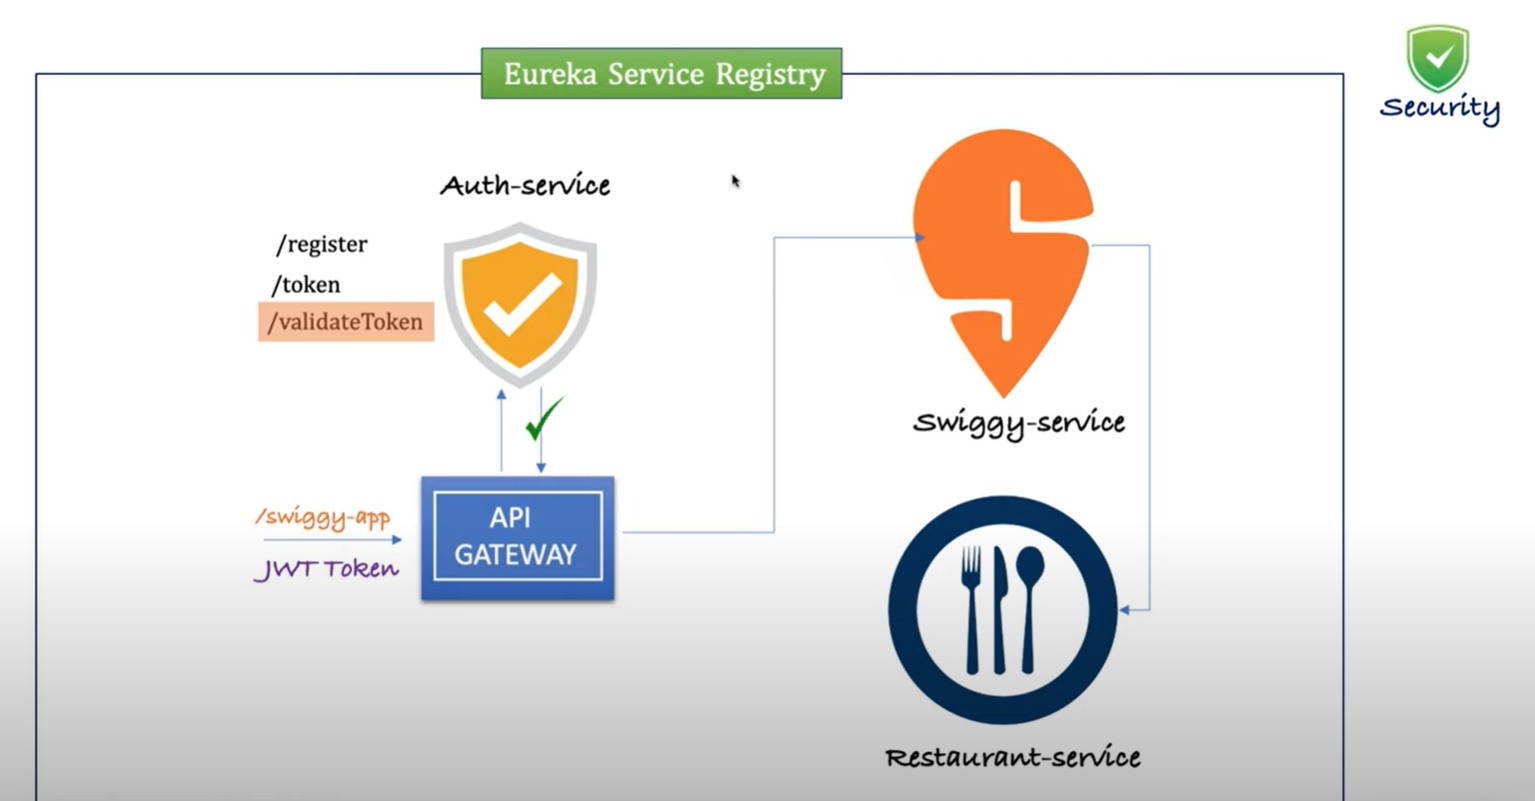 Eureka Service Registry
Security
Auth-service
/register
/token
/validateToken
Swiggy-service
/swiggy-app
JWT Token
API
GATEWAY
Restaurant-service